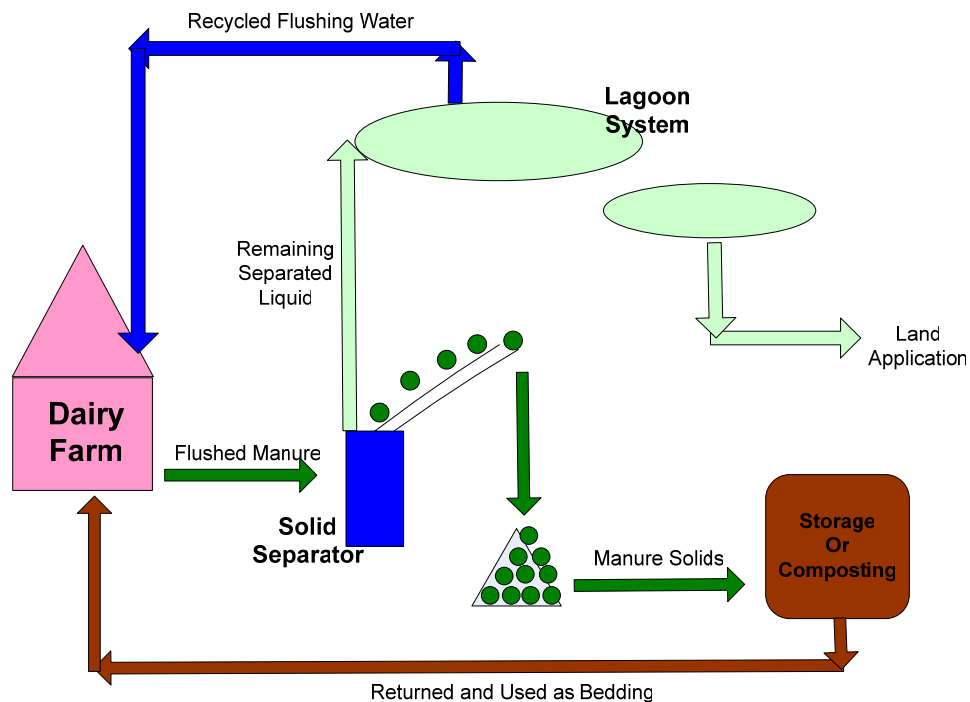 Recycled Flushing Water
Lagoon
System
Remaining
Separated
Liquid
Land
Application
Dairy
Farm
Flushed Manure
Solid
Separator
Storage
Or
Composting
Manure Solids
Returned and Used as Bedding